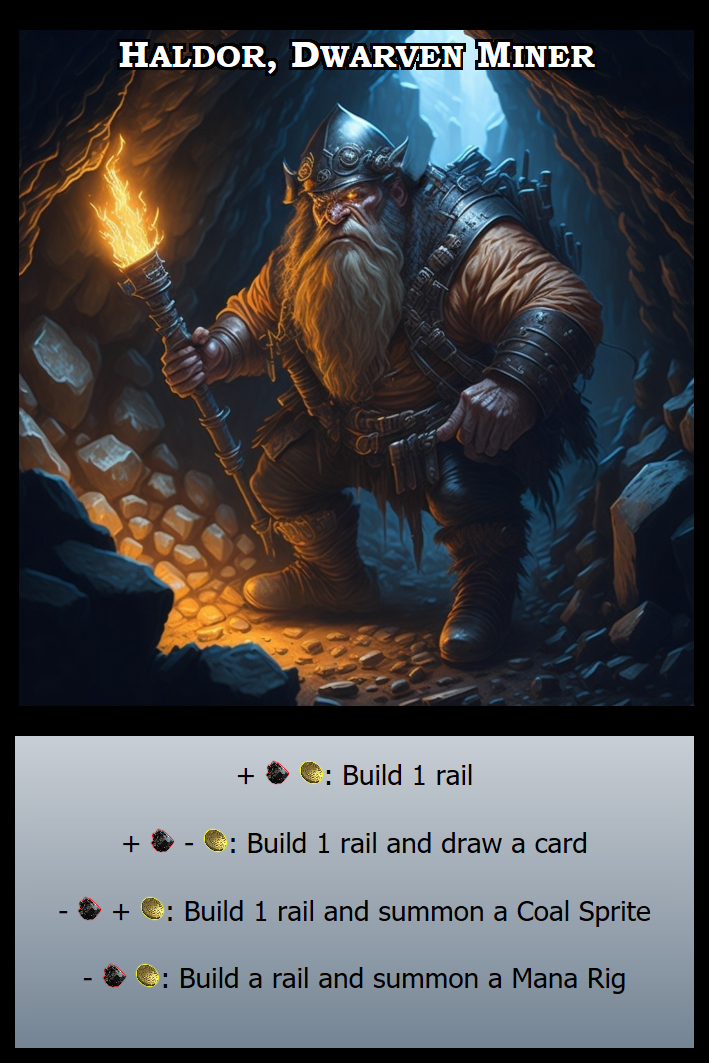 Haldor, Dwarven Miner
+ : Build 1 rail
+ - : Build 1 rail and draw a card
- + : Build 1 rail and summon a Coal Sprite
- : Build a rail and summon a Mana Rig